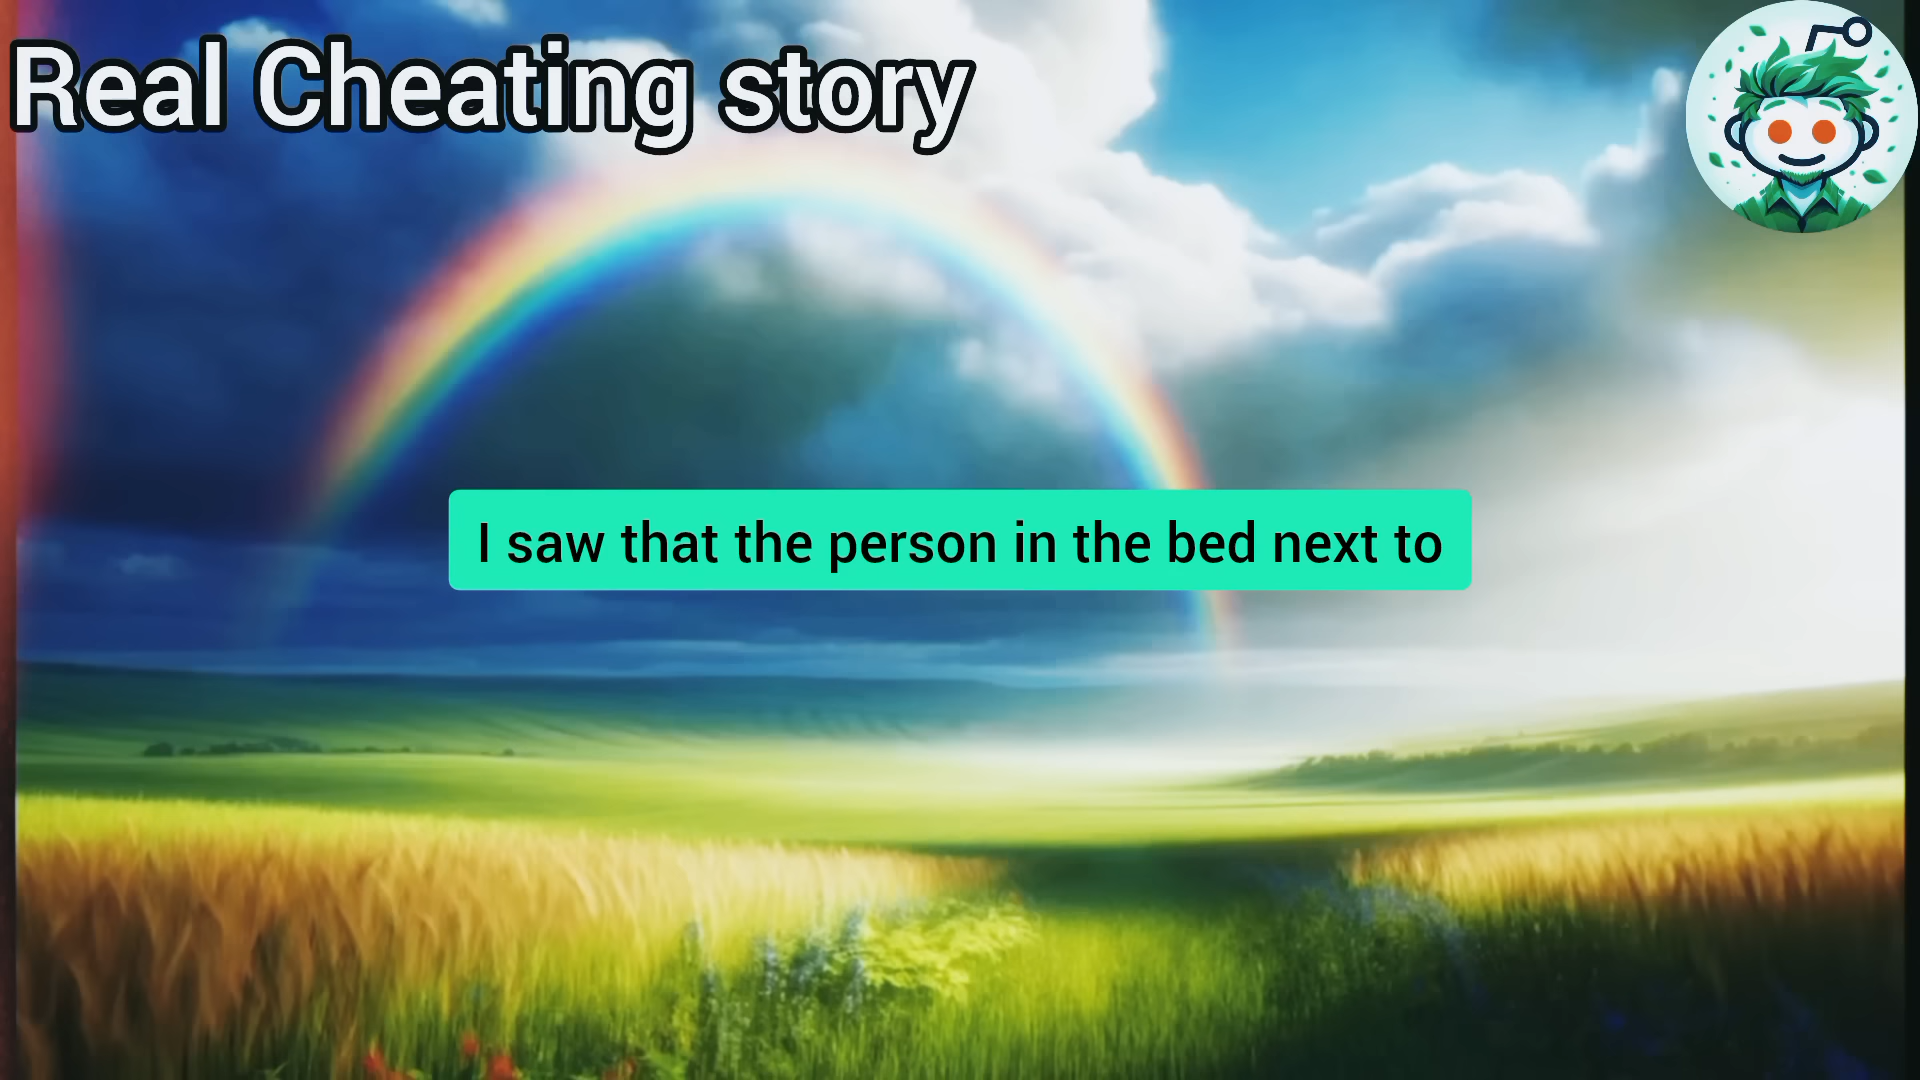 Real Cheating story
I saw that the person in the bed next to